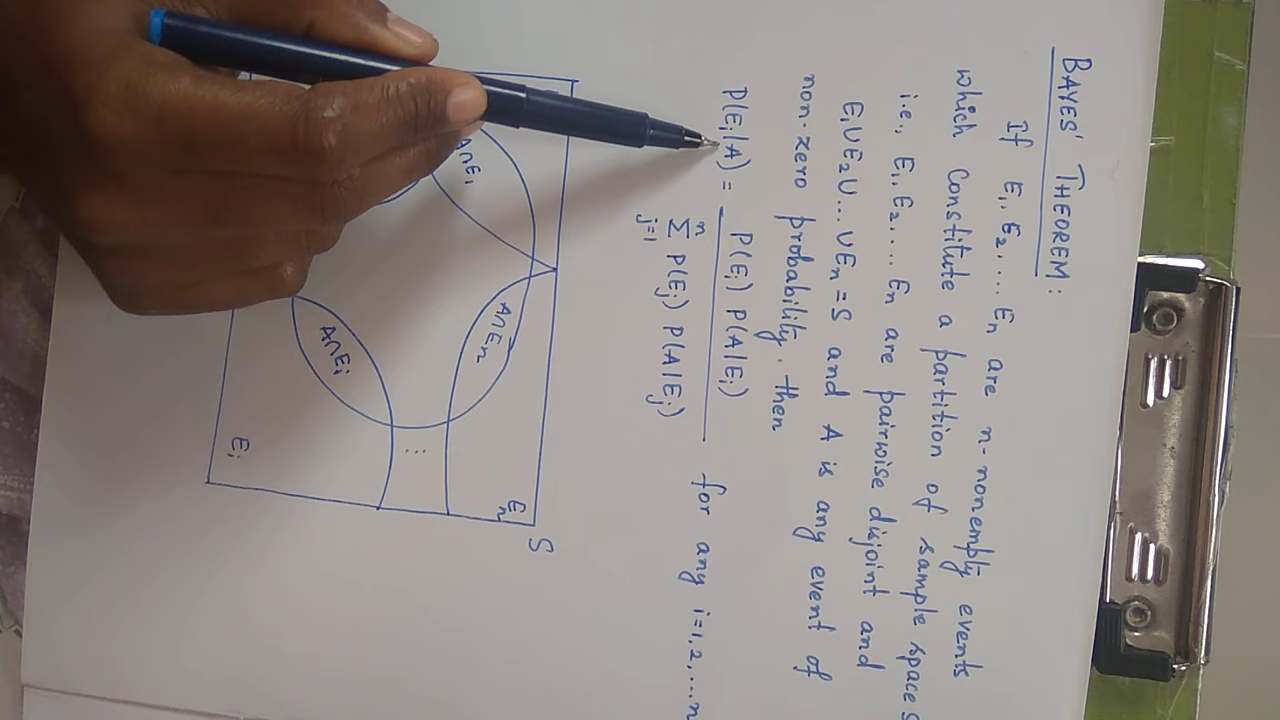 BAYES' THEOREM:
If E₁, E₂, .... Eₙ are n-nonempty events
which Constitute a partition of sample space S
i.e., E₁, E₂, .... Eₙ are pairwise disjoint and
E₁ ∪ E₂ ∪ ... ∪ Eₙ = S and A is any event of
non-zero probability. then
P(Eᵢ|A) = P(Eᵢ) P(A|Eᵢ) / Σⁿⱼ₌₁ P(Eⱼ) P(A|Eⱼ) for any i=1,2,...n
S
A∩E₁
A∩Eₙ
Eₙ
⋮
A∩Eᵢ
Eᵢ